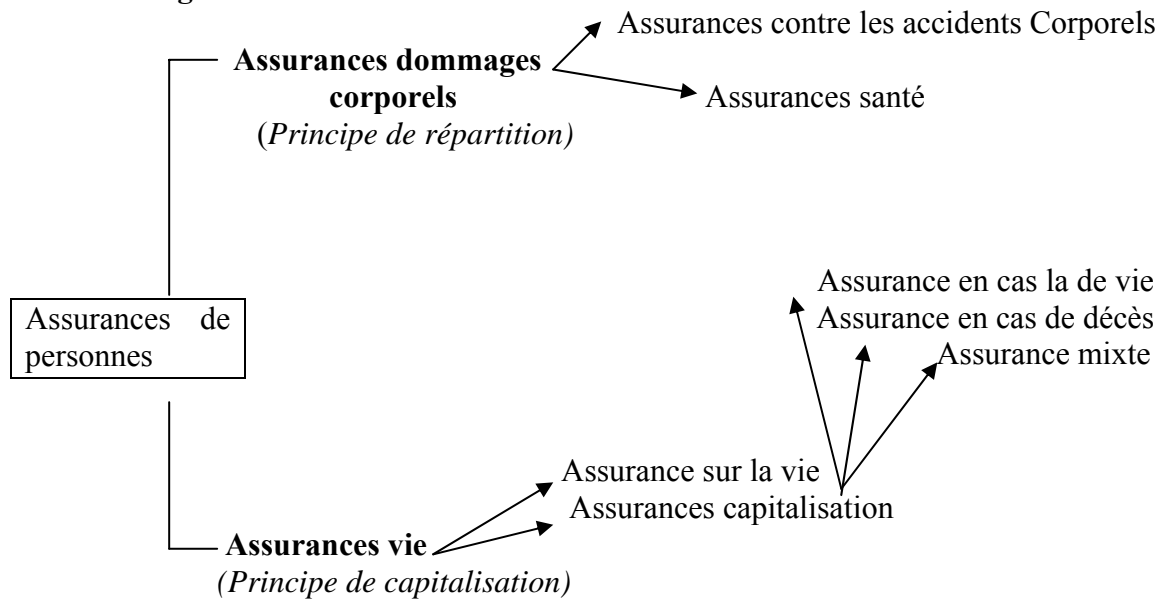 Assurances contre les accidents Corporels
Assurances dommages
corporels
(Principe de répartition)
Assurances santé
Assurance en cas la de vie
Assurance en cas de décès
Assurance mixte
Assurances de
personnes
Assurance sur la vie
Assurances capitalisation
Assurances vie
(Principe de capitalisation)